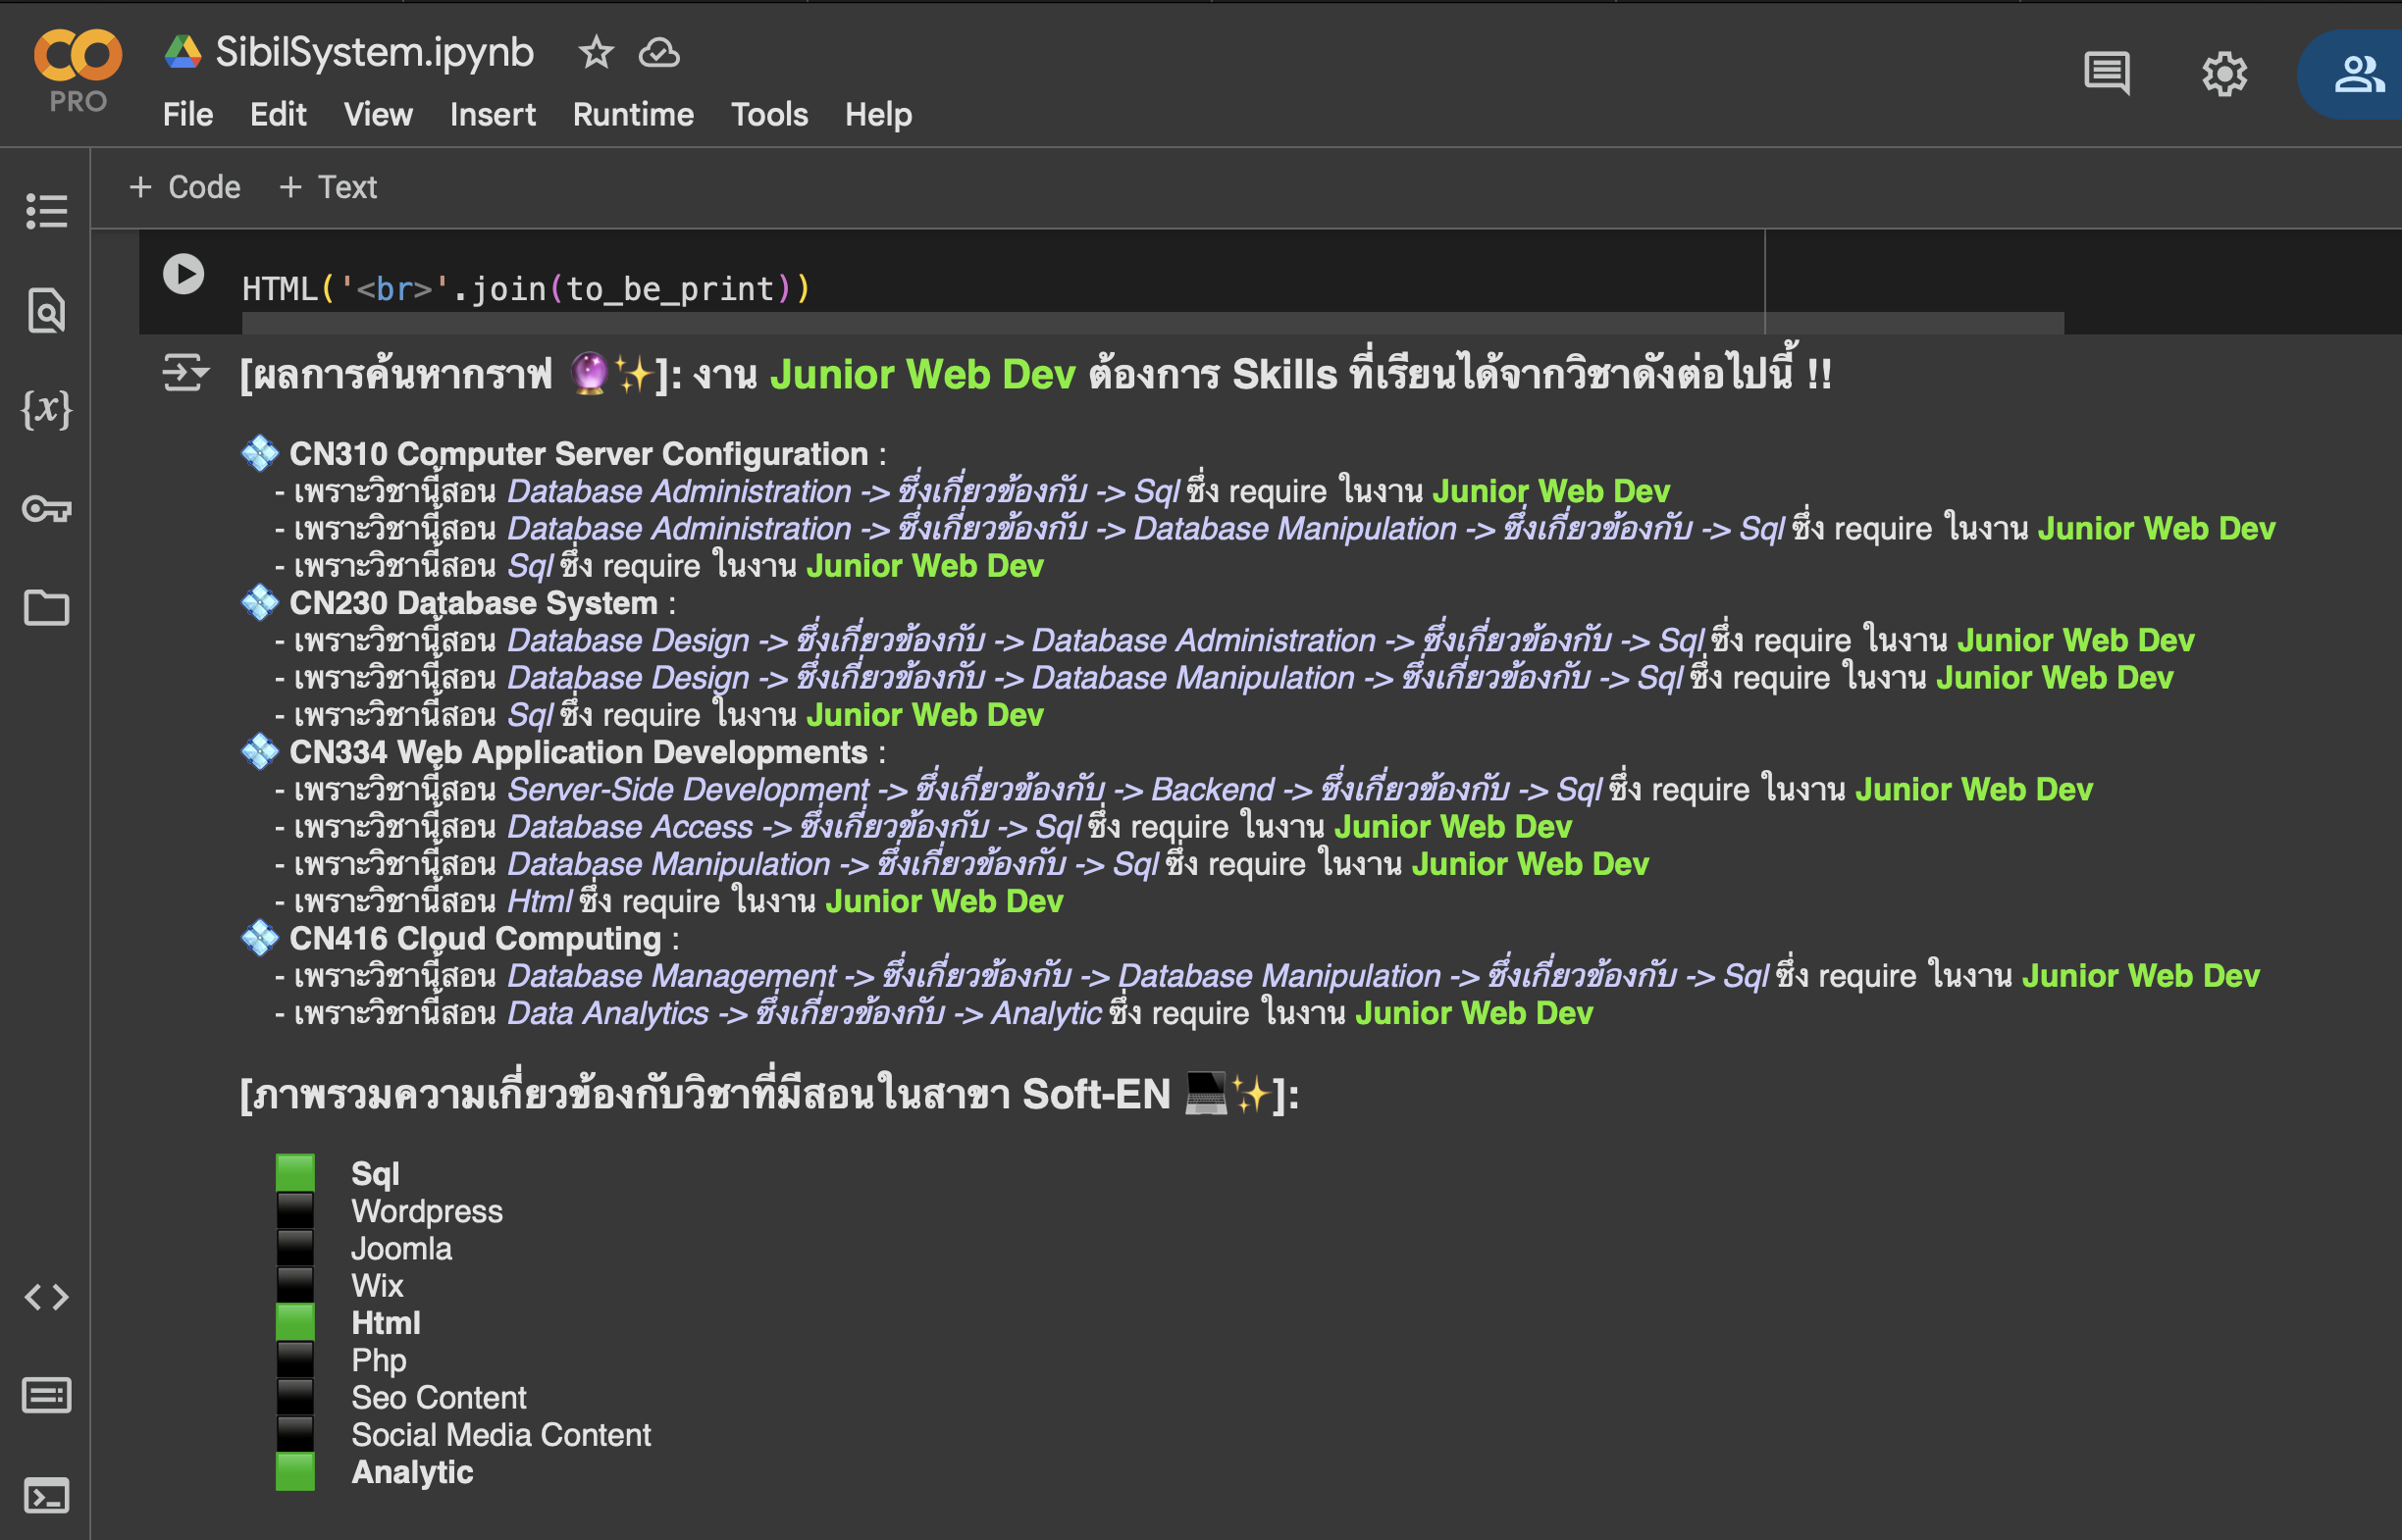 SibilSystem.ipynb
PRO
File Edit View Insert Runtime Tools Help
+ Code + Text
HTML('<br>'.join(to_be_print))
{x}
[ผลการค้นหากราฟ 🔮✨]: งาน Junior Web Dev ต้องการ Skills ที่เรียนได้จากวิชาดังต่อไปนี้ !!
💠 CN310 Computer Server Configuration :
- เพราะวิชานี้สอน Database Administration -> ซึ่งเกี่ยวข้องกับ -> Sql ซึ่ง require ในงาน Junior Web Dev
- เพราะวิชานี้สอน Database Administration -> ซึ่งเกี่ยวข้องกับ -> Database Manipulation -> ซึ่งเกี่ยวข้องกับ -> Sql ซึ่ง require ในงาน Junior Web Dev
- เพราะวิชานี้สอน Sql ซึ่ง require ในงาน Junior Web Dev
💠 CN230 Database System :
- เพราะวิชานี้สอน Database Design -> ซึ่งเกี่ยวข้องกับ -> Database Administration -> ซึ่งเกี่ยวข้องกับ -> Sql ซึ่ง require ในงาน Junior Web Dev
- เพราะวิชานี้สอน Database Design -> ซึ่งเกี่ยวข้องกับ -> Database Manipulation -> ซึ่งเกี่ยวข้องกับ -> Sql ซึ่ง require ในงาน Junior Web Dev
- เพราะวิชานี้สอน Sql ซึ่ง require ในงาน Junior Web Dev
💠 CN334 Web Application Developments :
- เพราะวิชานี้สอน Server-Side Development -> ซึ่งเกี่ยวข้องกับ -> Backend -> ซึ่งเกี่ยวข้องกับ -> Sql ซึ่ง require ในงาน Junior Web Dev
- เพราะวิชานี้สอน Database Access -> ซึ่งเกี่ยวข้องกับ -> Sql ซึ่ง require ในงาน Junior Web Dev
- เพราะวิชานี้สอน Database Manipulation -> ซึ่งเกี่ยวข้องกับ -> Sql ซึ่ง require ในงาน Junior Web Dev
- เพราะวิชานี้สอน Html ซึ่ง require ในงาน Junior Web Dev
💠 CN416 Cloud Computing :
- เพราะวิชานี้สอน Database Management -> ซึ่งเกี่ยวข้องกับ -> Database Manipulation -> ซึ่งเกี่ยวข้องกับ -> Sql ซึ่ง require ในงาน Junior Web Dev
- เพราะวิชานี้สอน Data Analytics -> ซึ่งเกี่ยวข้องกับ -> Analytic ซึ่ง require ในงาน Junior Web Dev
[ภาพรวมความเกี่ยวข้องกับวิชาที่มีสอนในสาขา Soft-EN 💻✨]:
Sql
Wordpress
Joomla
Wix
Html
Php
Seo Content
Social Media Content
Analytic